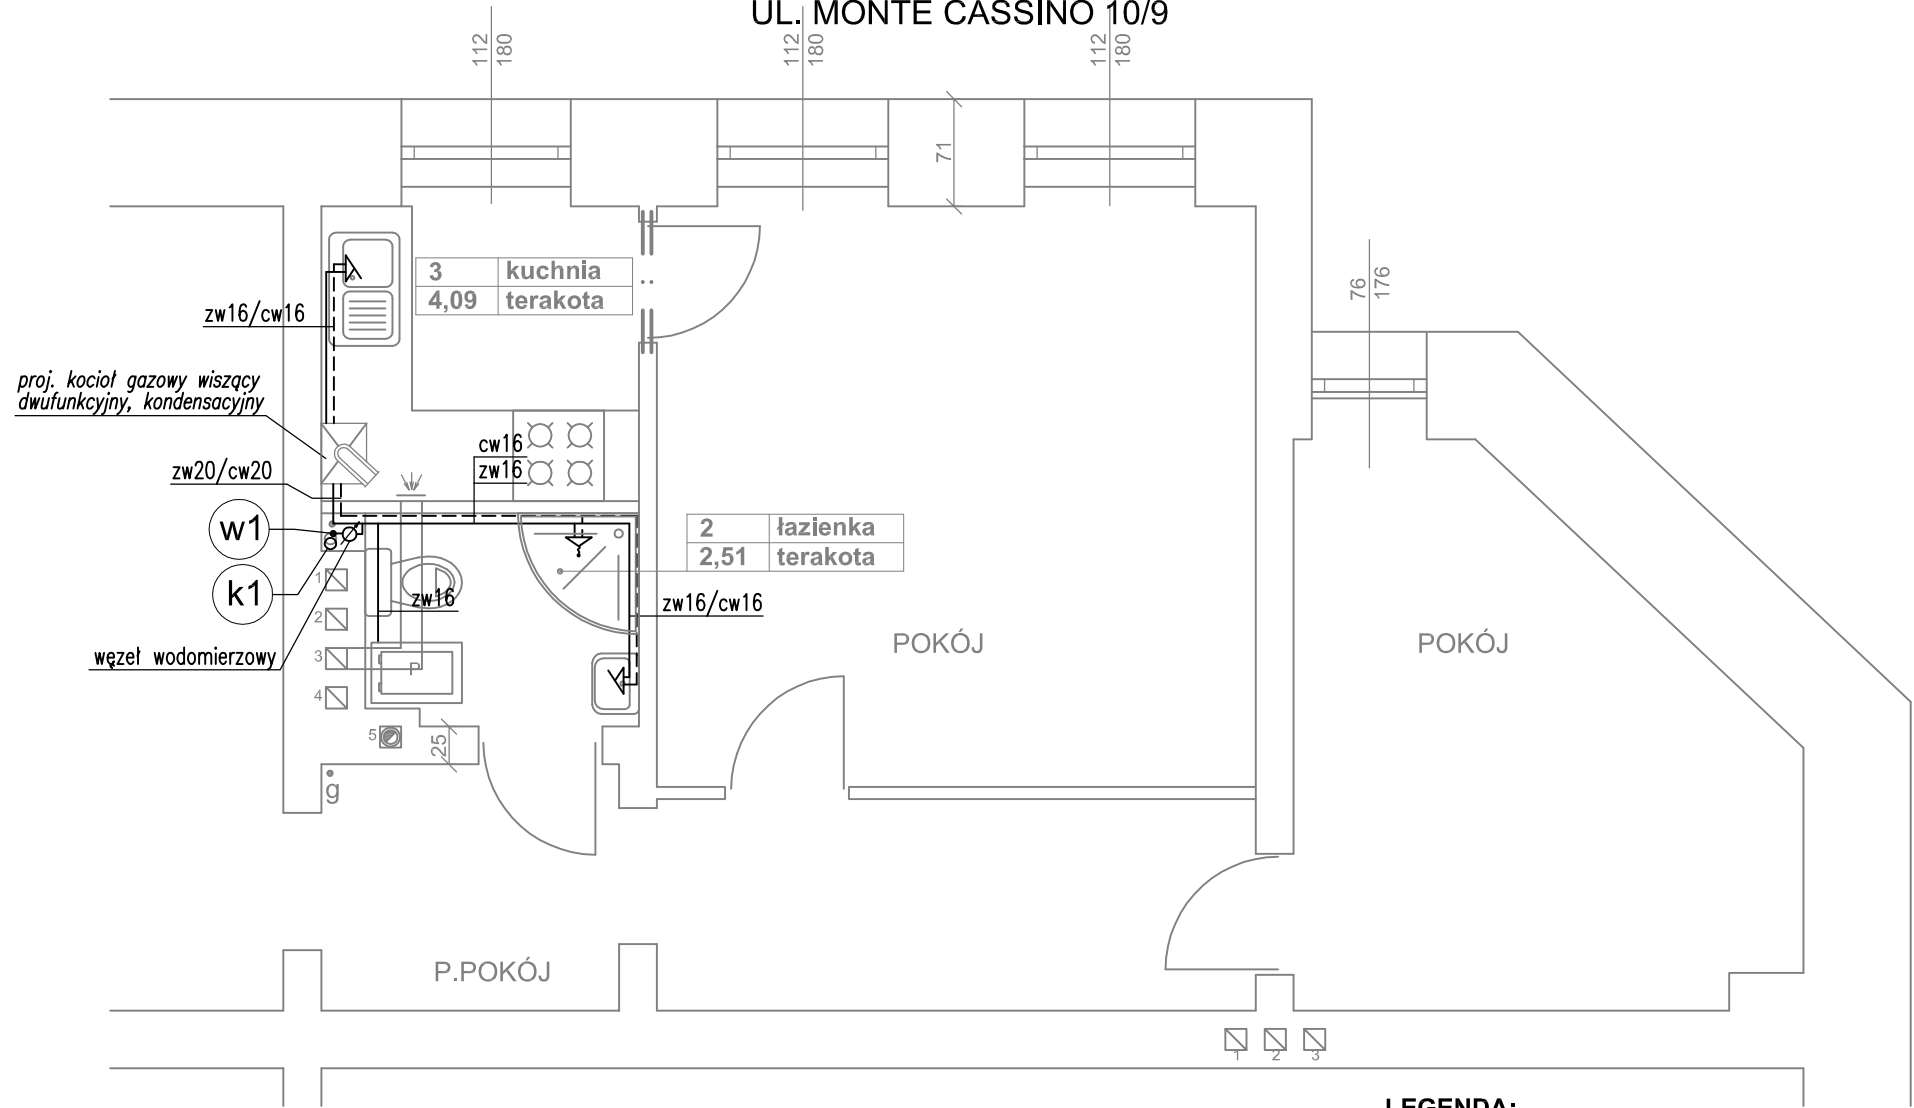 UL. MONTE CASSINO 10/9
112
180
112
180
112
180
71
76
176
3 kuchnia
4,09 terakota
zw16/cw16
proj. kocioł gazowy wiszący
dwufunkcyjny, kondensacyjny
cw16
zw16
zw20/cw20
w1
2 łazienka
2,51 terakota
k1
1
2
3
4
5
zw16
zw16/cw16
węzeł wodomierzowy
P
POKÓJ
POKÓJ
25
g
P.POKÓJ
1
2
3
LEGENDA: